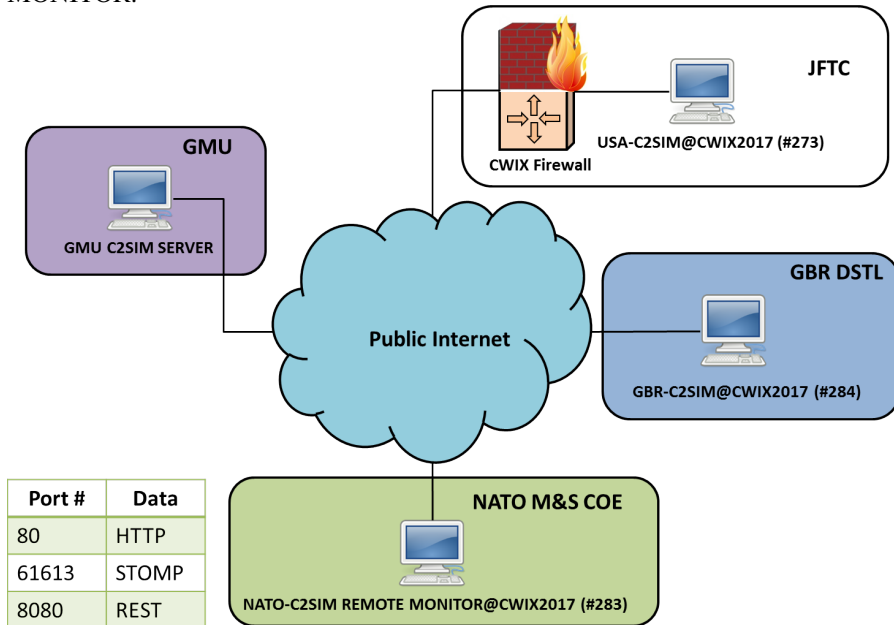 MONITOR.
JFTC
USA-C2SIM@CWIX2017 (#273)
CWIX Firewall
GMU
GMU C2SIM SERVER
GBR DSTL
GBR-C2SIM@CWIX2017 (#284)
Public Internet
NATO M&S COE
NATO-C2SIM REMOTE MONITOR@CWIX2017 (#283)
Port # Data
80 HTTP
61613 STOMP
8080 REST